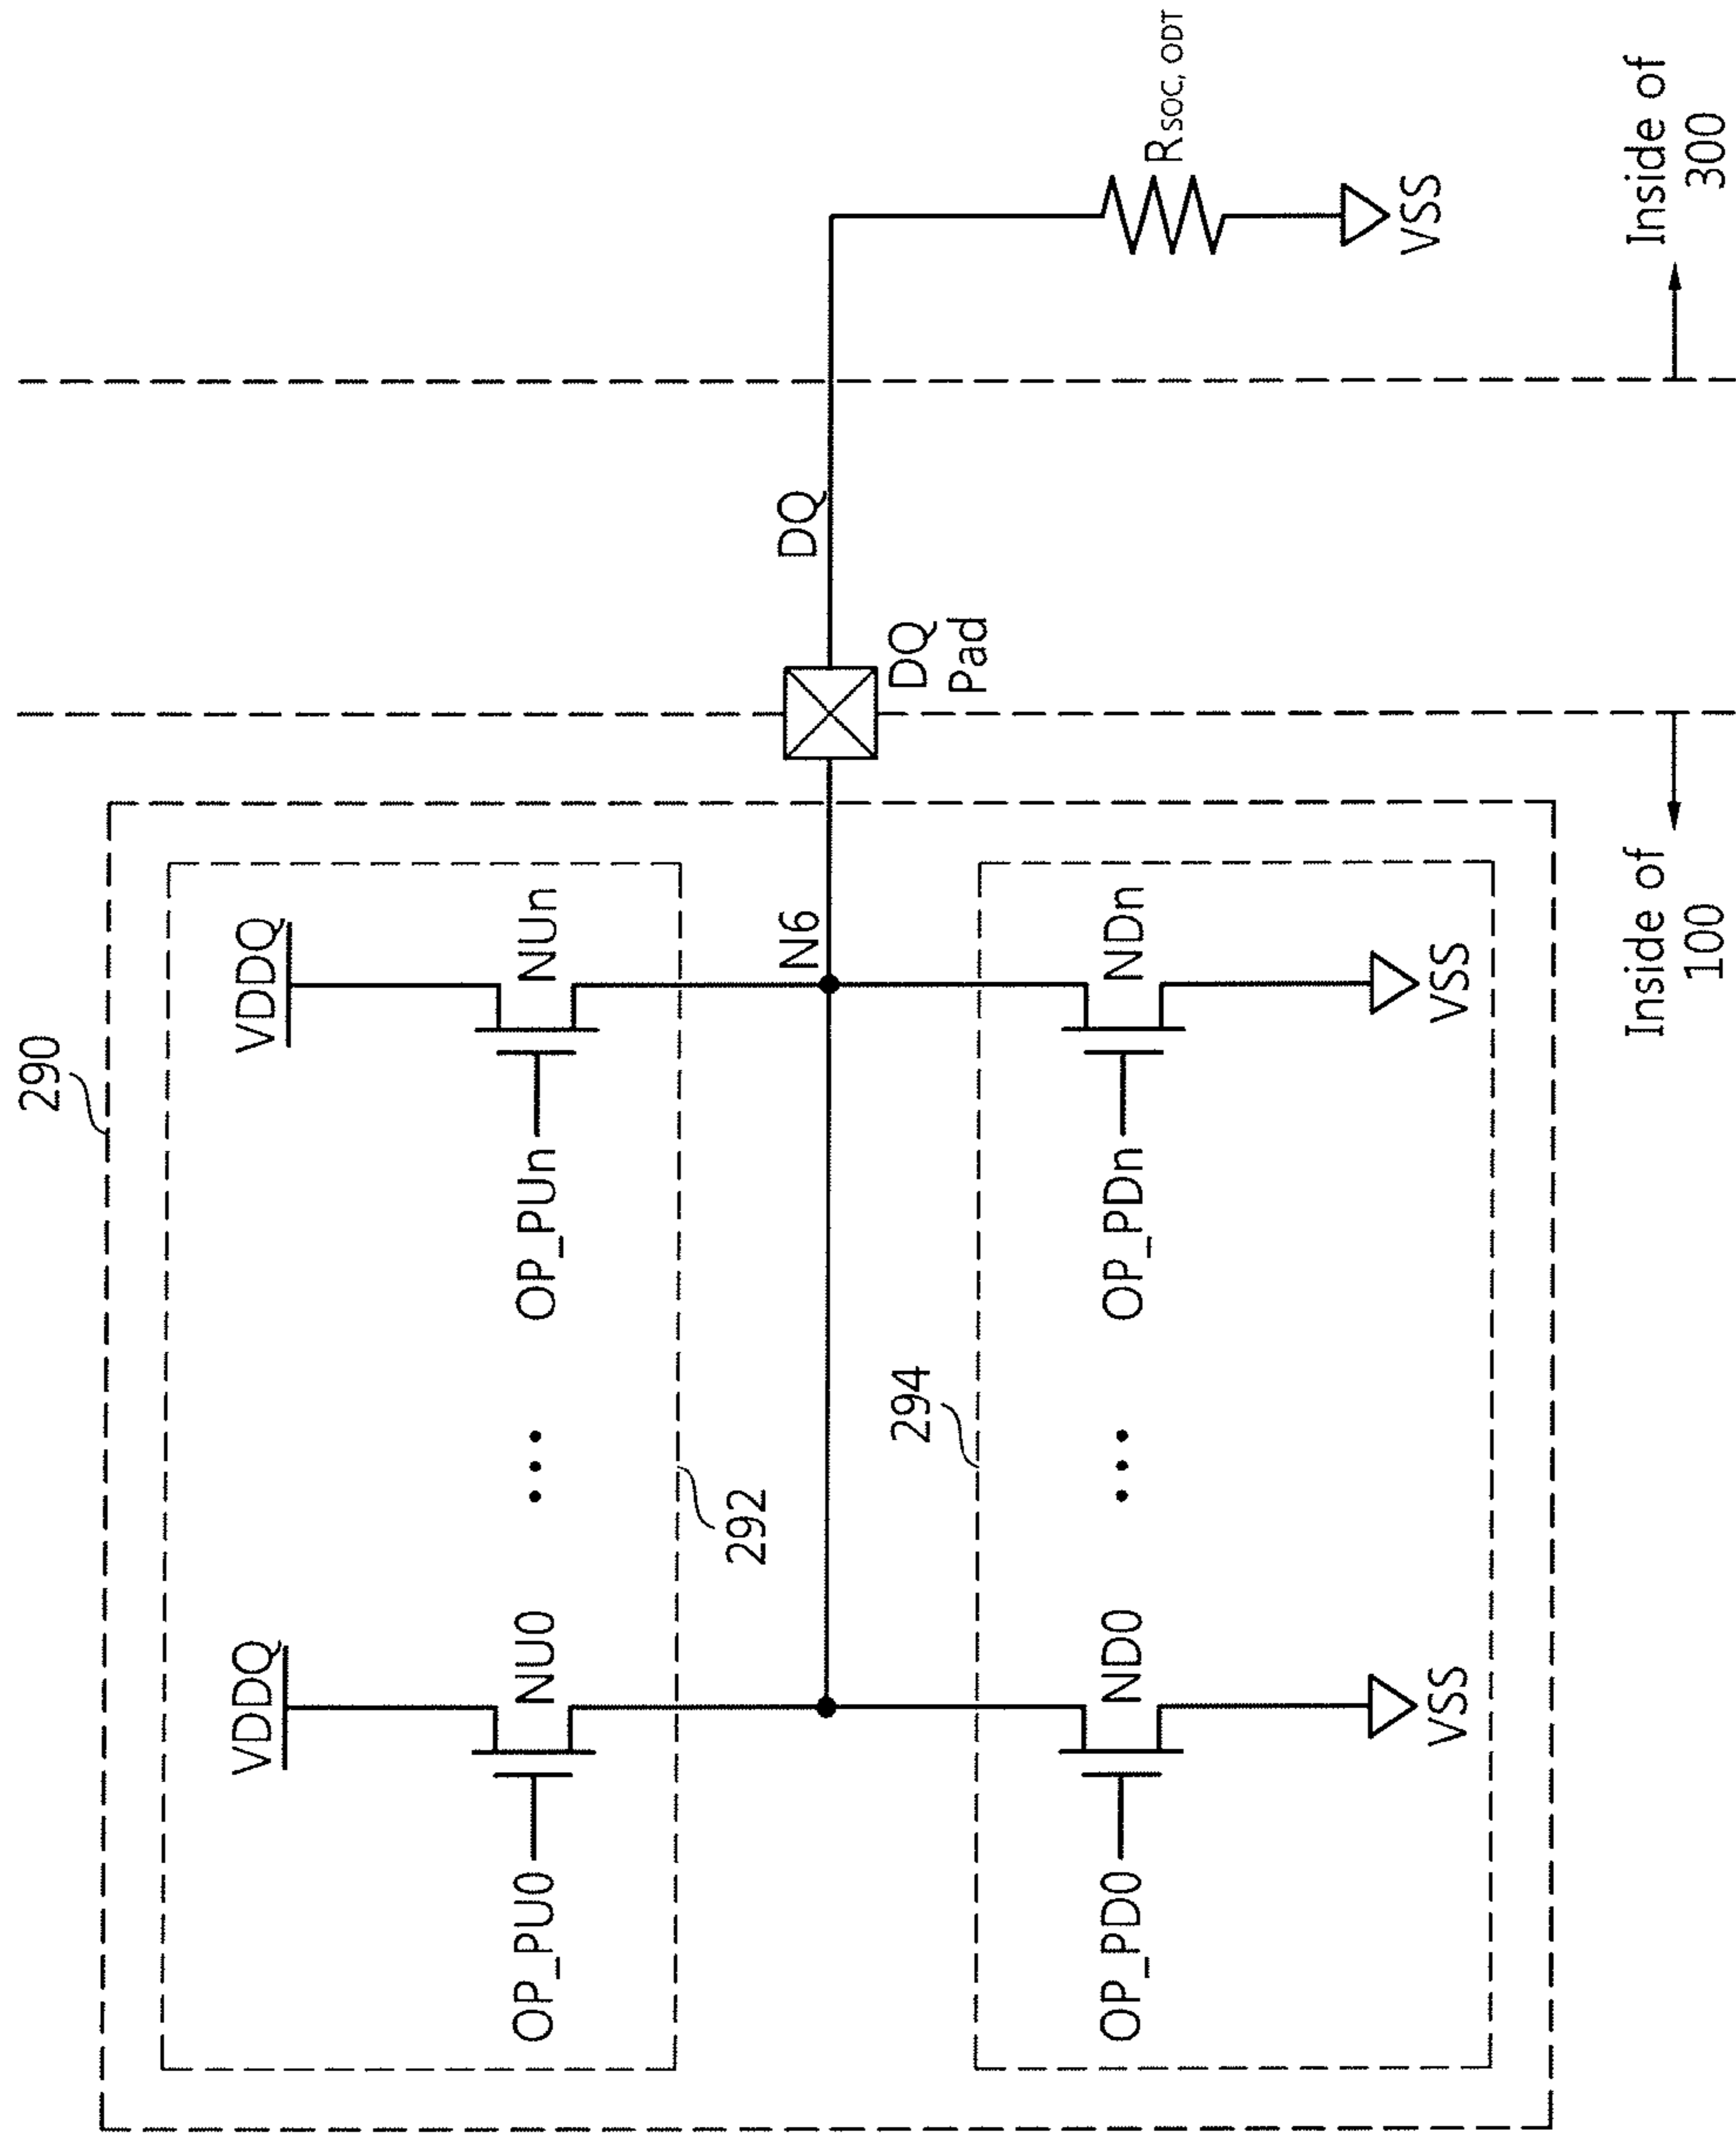 290
VDDQ
VDDQ
OP_PU0
NU0
OP_PUn
NUn
292
N6
DQ
DQ
Pad
294
OP_PD0
ND0
OP_PDn
NDn
VSS
VSS
R SOC, ODT
VSS
Inside of
100
Inside of
300